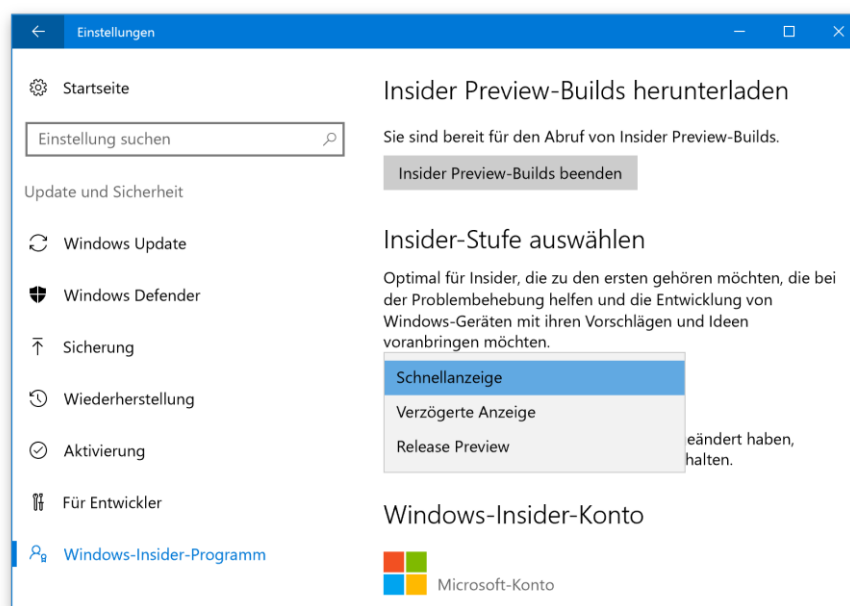 Einstellungen
Startseite
Einstellung suchen
Update und Sicherheit
Windows Update
Windows Defender
Sicherung
Wiederherstellung
Aktivierung
Für Entwickler
Windows-Insider-Programm
Insider Preview-Builds herunterladen
Sie sind bereit für den Abruf von Insider Preview-Builds.
Insider Preview-Builds beenden
Insider-Stufe auswählen
Optimal für Insider, die zu den ersten gehören möchten, die bei
der Problembehebung helfen und die Entwicklung von
Windows-Geräten mit ihren Vorschlägen und Ideen
voranbringen möchten.
Schnellanzeige
Verzögerte Anzeige
Release Preview
eändert haben,
halten.
Windows-Insider-Konto
Microsoft-Konto